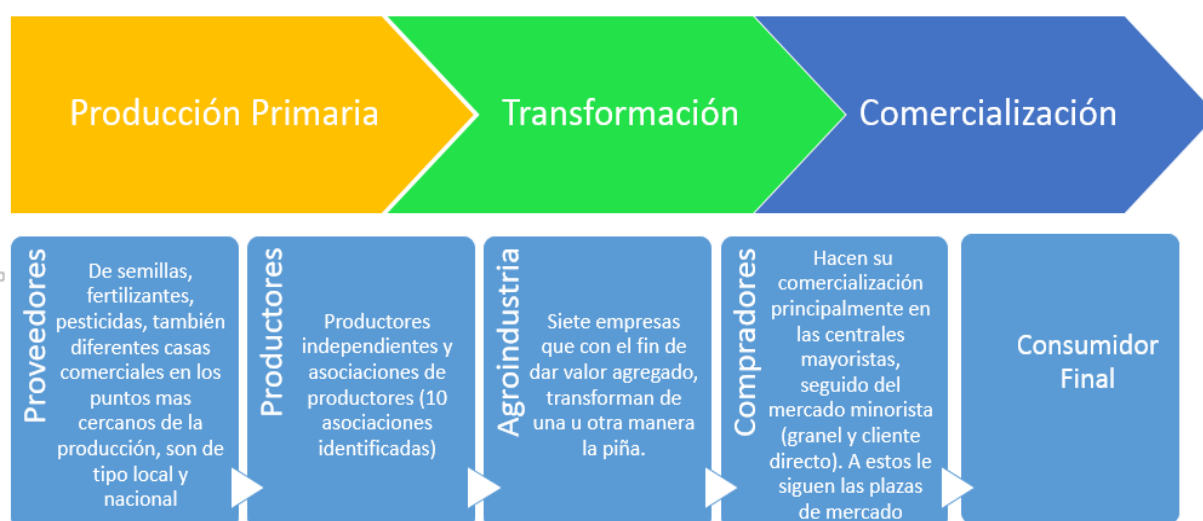 Producción Primaria
Transformación
Comercialización
Proveedores
De semillas,
fertilizantes,
pesticidas, también
diferentes casas
comerciales en los
puntos mas
cercanos de la
producción, son de
tipo local y
nacional
Productores
Productores
independientes y
asociaciones de
productores (10
asociaciones
identificadas)
Agroindustria
Siete empresas
que con el fin de
dar valor agregado,
transforman de
una u otra manera
la piña.
Compradores
Hacen su
comercialización
principalmente en
las centrales
mayoristas,
seguido del
mercado minorista
(granel y cliente
directo). A estos le
siguen las plazas
de mercado
Consumidor
Final